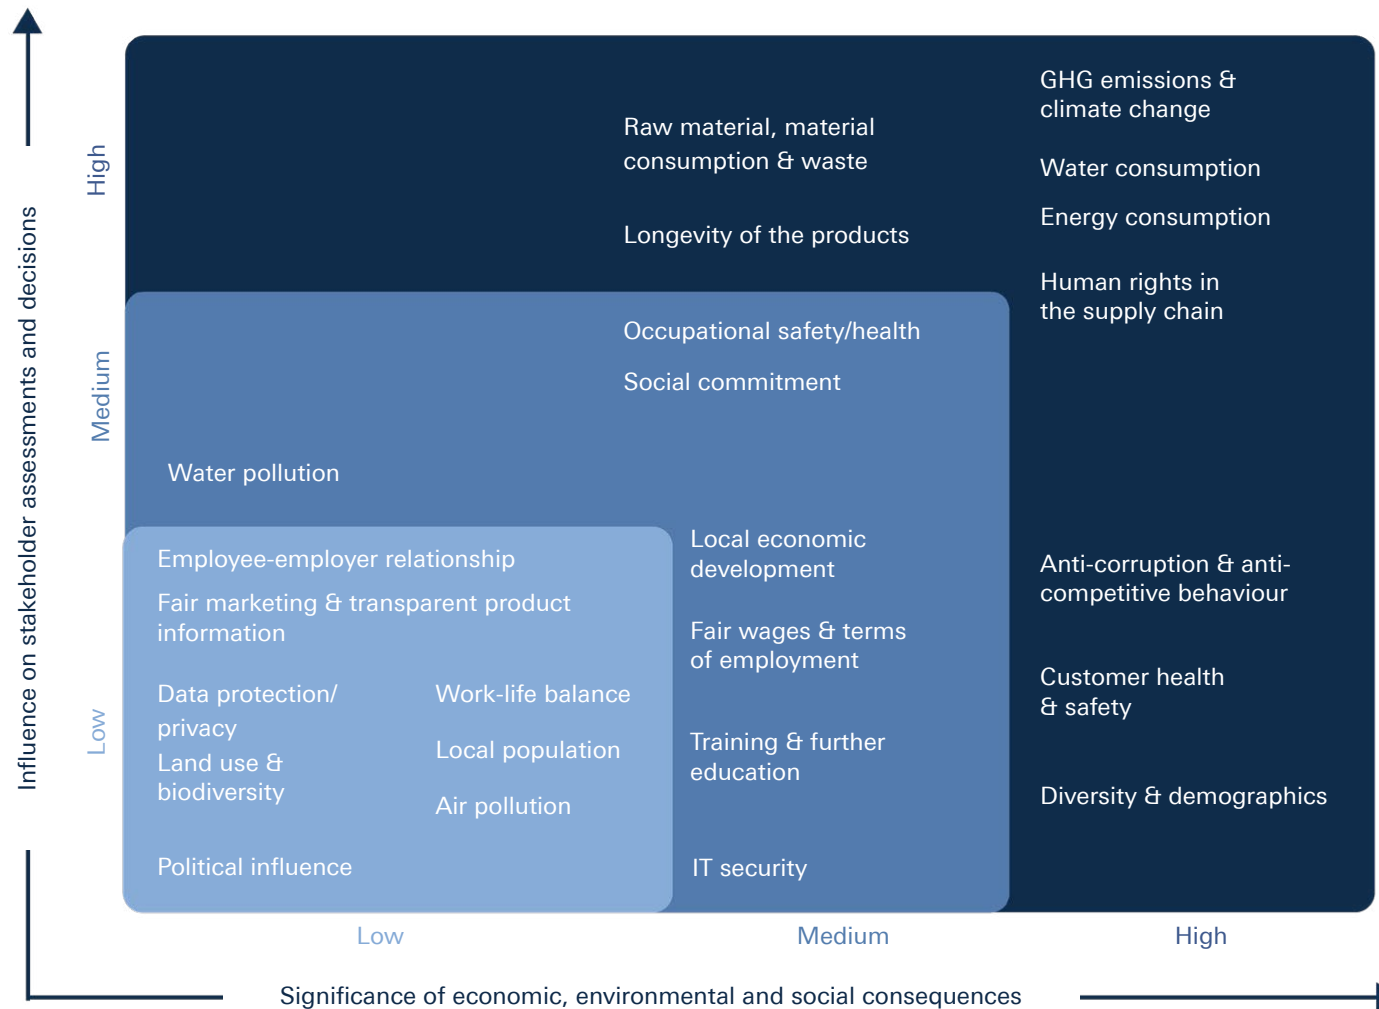 GHG emissions &
climate change
Raw material, material
consumption & waste
Water consumption
Energy consumption
Longevity of the products
Human rights in
the supply chain
High
Influence on stakeholder assessments and decisions
Occupational safety/health
Social commitment
Medium
Water pollution
Employee-employer relationship
Fair marketing & transparent product
information
Data protection/
privacy
Land use &
biodiversity
Political influence
Work-life balance
Local population
Air pollution
Local economic
development
Fair wages & terms
of employment
Training & further
education
IT security
Anti-corruption & anti-
competitive behaviour
Customer health
& safety
Diversity & demographics
Low
Low
Medium
High
Significance of economic, environmental and social consequences